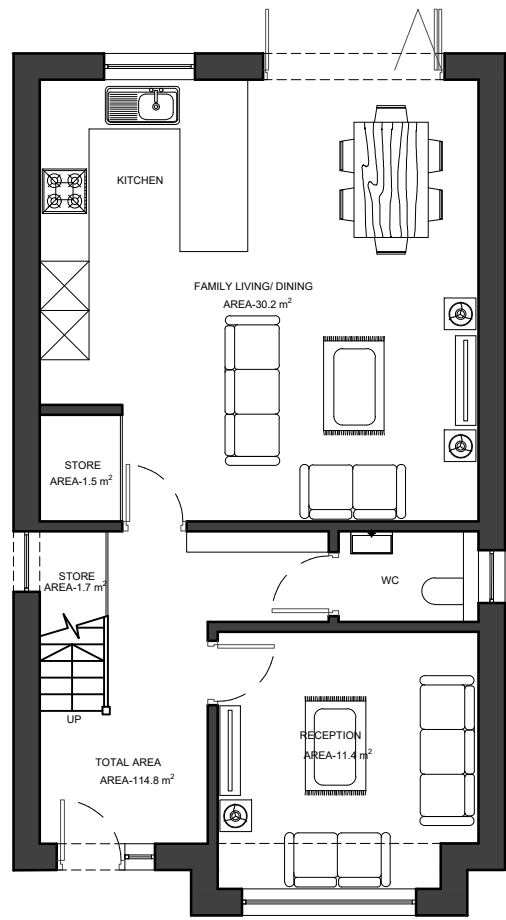 KITCHEN
FAMILY LIVING/ DINING
AREA-30.2 m²
STORE
AREA-1.5 m²
STORE
AREA-1.7 m²
WC
UP
RECEPTION
AREA-11.4 m²
TOTAL AREA
AREA-114.8 m²